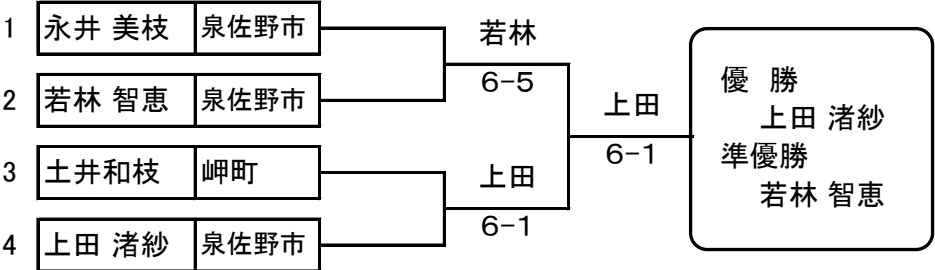 1 永井 美枝 泉佐野市
2 若林 智恵 泉佐野市
3 土井和枝 岬町
4 上田 渚紗 泉佐野市
若林
6-5
上田
6-1
上田
6-1
優 勝
上田 渚紗
準優勝
若林 智恵